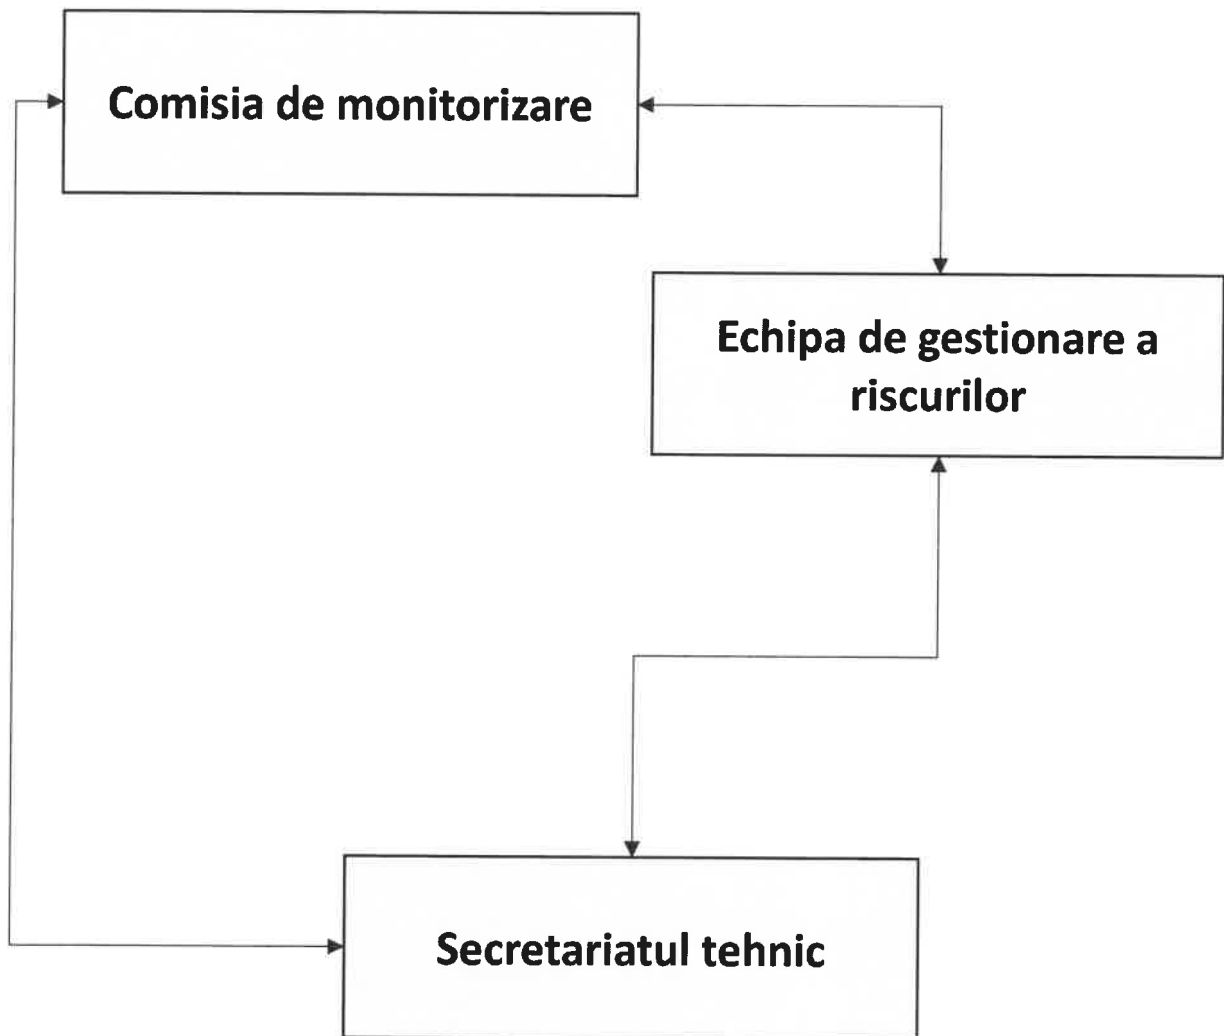 Comisia de monitorizare
Echipa de gestionare a
riscurilor
Secretariatul tehnic